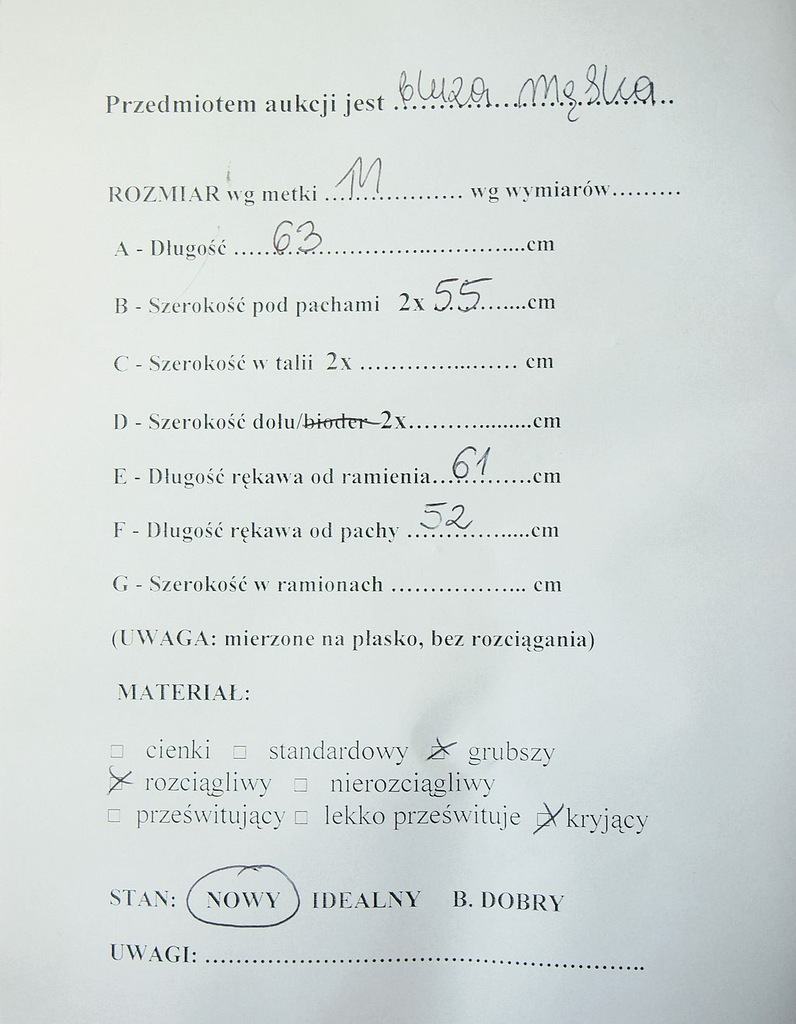 Przedmiotem aukcji jest bluza męska
ROZMIAR wg metki M wg wymiarów.........
A - Długość ......63......cm
B - Szerokość pod pachami 2x 55.......cm
C - Szerokość w talii 2x ...................... cm
D - Szerokość dołu/bioder 2x..................cm
E - Długość rękawa od ramienia...61.......cm
F - Długość rękawa od pachy ..52..........cm
G - Szerokość w ramionach ................... cm
(UWAGA: mierzone na płasko, bez rozciągania)
MATERIAŁ:
□ cienki □ standardowy ☒ grubszy
☒ rozciągliwy □ nierozciągliwy
□ prześwitujący □ lekko prześwituje ☒ kryjący
STAN: NOWY IDEALNY B. DOBRY
UWAGI: ............................................................